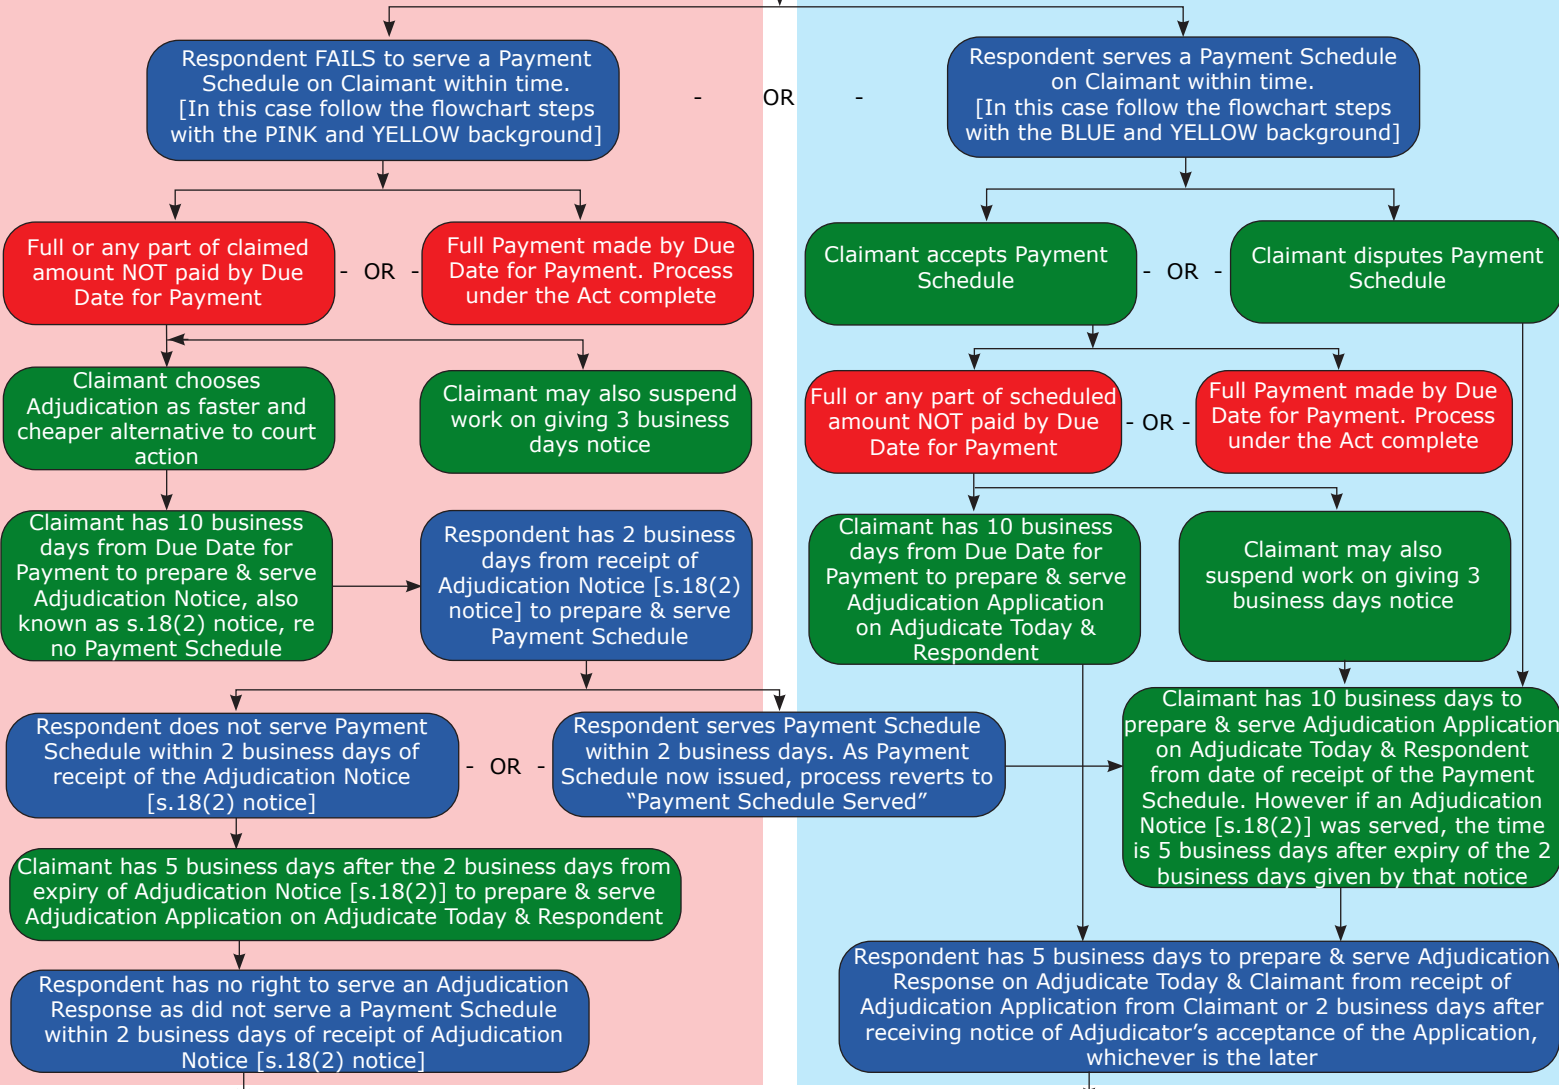 Respondent FAILS to serve a Payment
Schedule on Claimant within time.
[In this case follow the flowchart steps
with the PINK and YELLOW background]
- OR -
Respondent serves a Payment Schedule
on Claimant within time.
[In this case follow the flowchart steps
with the BLUE and YELLOW background]
Full or any part of claimed
amount NOT paid by Due
Date for Payment
- OR -
Full Payment made by Due
Date for Payment. Process
under the Act complete
Claimant accepts Payment
Schedule
- OR -
Claimant disputes Payment
Schedule
Claimant chooses
Adjudication as faster and
cheaper alternative to court
action
Claimant may also suspend
work on giving 3 business
days notice
Full or any part of scheduled
amount NOT paid by Due
Date for Payment
- OR -
Full Payment made by Due
Date for Payment. Process
under the Act complete
Claimant has 10 business
days from Due Date for
Payment to prepare & serve
Adjudication Notice, also
known as s.18(2) notice, re
no Payment Schedule
Respondent has 2 business
days from receipt of
Adjudication Notice [s.18(2)
notice] to prepare & serve
Payment Schedule
Claimant has 10 business
days from Due Date for
Payment to prepare & serve
Adjudication Application
on Adjudicate Today &
Respondent
Claimant may also
suspend work on giving 3
business days notice
Respondent does not serve Payment
Schedule within 2 business days of
receipt of the Adjudication Notice
[s.18(2) notice]
- OR -
Respondent serves Payment Schedule
within 2 business days. As Payment
Schedule now issued, process reverts to
“Payment Schedule Served”
Claimant has 10 business days to
prepare & serve Adjudication Application
on Adjudicate Today & Respondent
from date of receipt of the Payment
Schedule. However if an Adjudication
Notice [s.18(2)] was served, the time
is 5 business days after expiry of the 2
business days given by that notice
Claimant has 5 business days after the 2 business days from
expiry of Adjudication Notice [s.18(2)] to prepare & serve
Adjudication Application on Adjudicate Today & Respondent
Respondent has no right to serve an Adjudication
Response as did not serve a Payment Schedule
within 2 business days of receipt of Adjudication
Notice [s.18(2) notice]
Respondent has 5 business days to prepare & serve Adjudication
Response on Adjudicate Today & Claimant from receipt of
Adjudication Application from Claimant or 2 business days after
receiving notice of Adjudicator’s acceptance of the Application,
whichever is the later